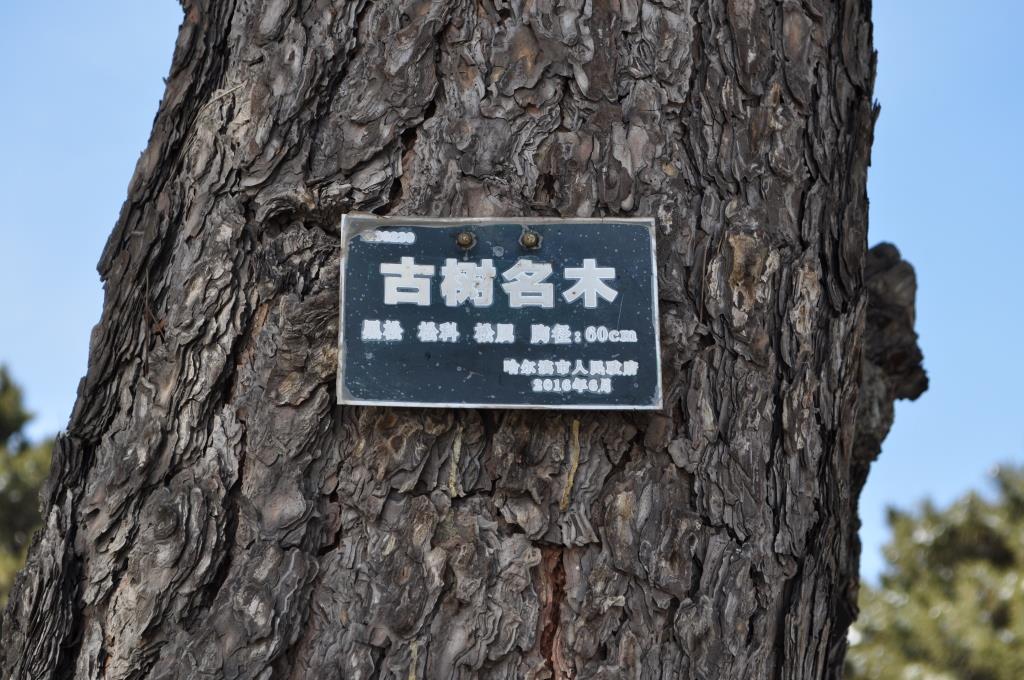 古树名木
黑松 松科 松属 胸径:60cm
哈尔滨市人民政府
2016年6月